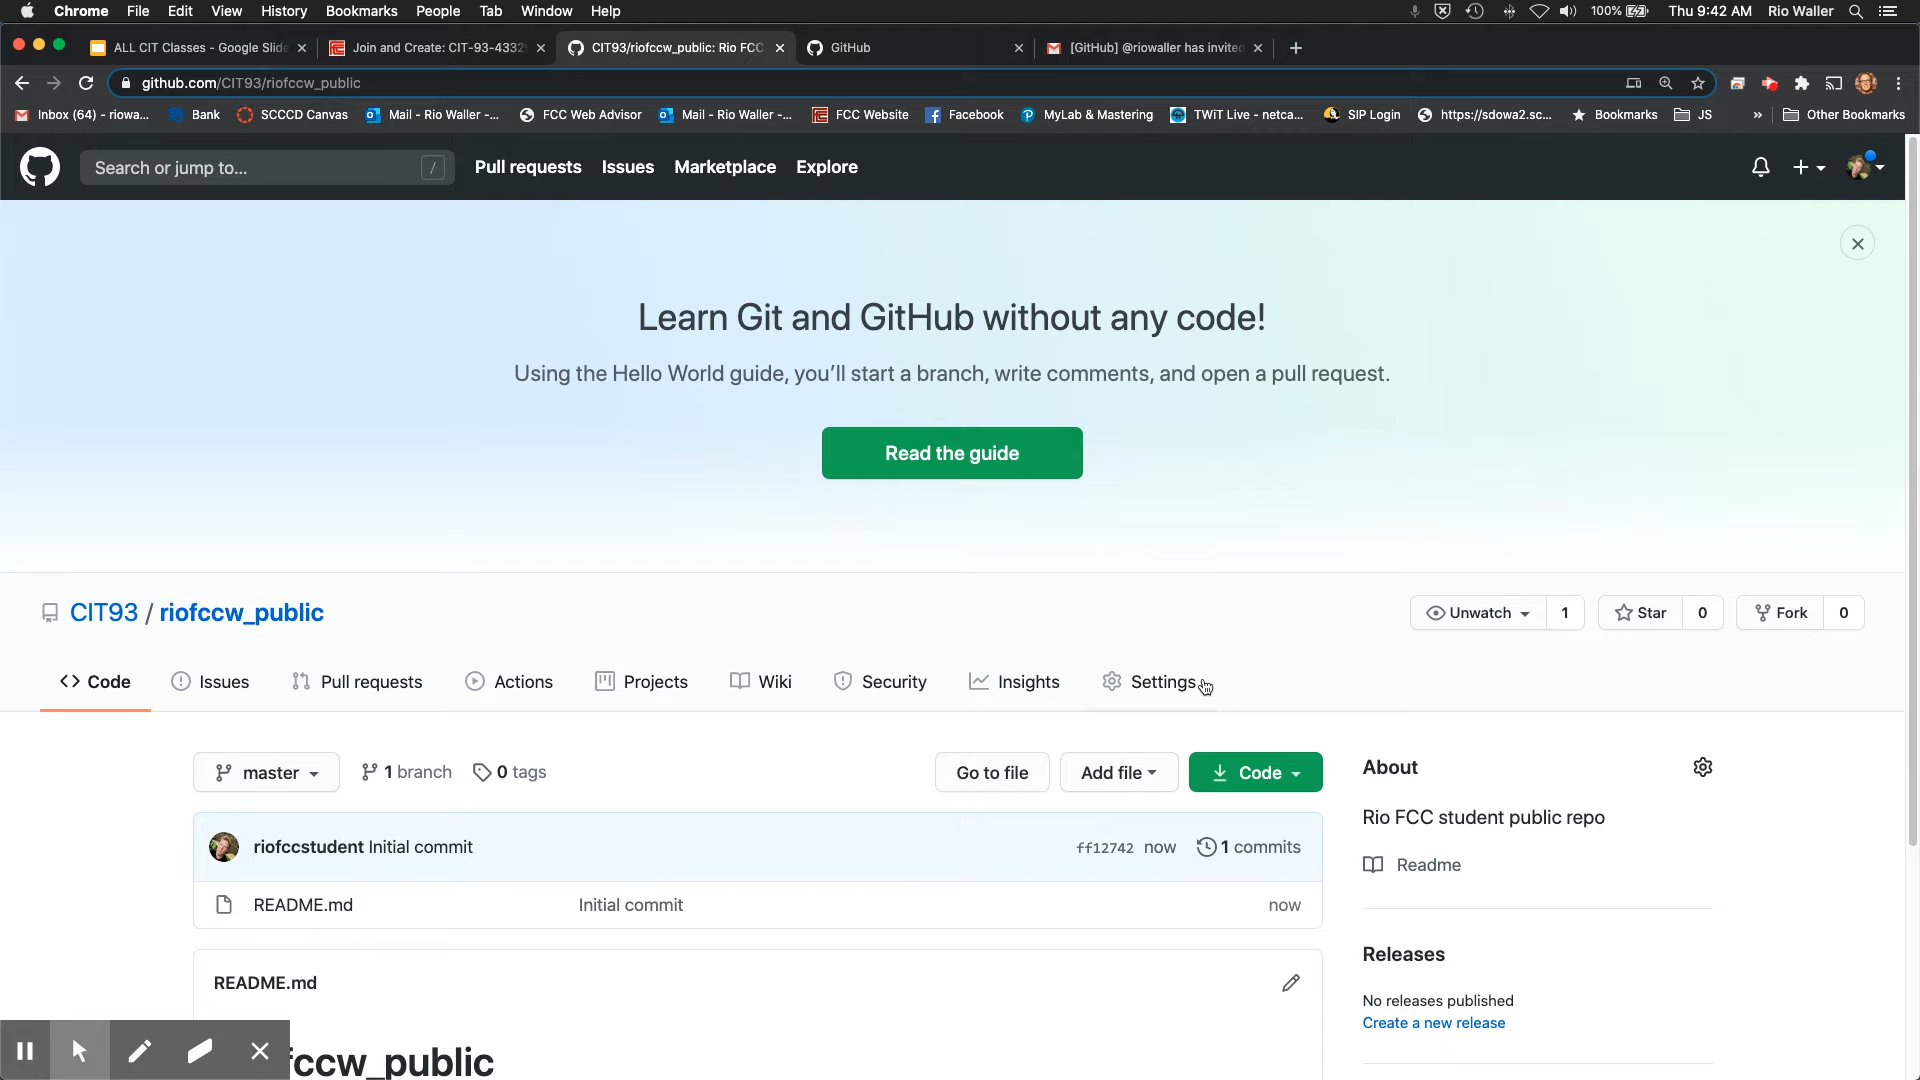 Chrome File Edit View History Bookmarks People Tab Window Help 100% Thu 9:42 AM Rio Waller
ALL CIT Classes - Google Slide Join and Create: CIT-93-4332 CIT93/riofccw_public: Rio FCC GitHub [GitHub] @riowaller has invited
github.com/CIT93/riofccw_public
Inbox (64) - riowa... Bank SCCCD Canvas Mail - Rio Waller -... FCC Web Advisor Mail - Rio Waller -... FCC Website Facebook MyLab & Mastering TWiT Live - netca... SIP Login https://sdowa2.sc... Bookmarks JS » Other Bookmarks
Search or jump to... / Pull requests Issues Marketplace Explore
Learn Git and GitHub without any code!
Using the Hello World guide, you’ll start a branch, write comments, and open a pull request.
Read the guide
CIT93 / riofccw_public Unwatch 1 Star 0 Fork 0
Code Issues Pull requests Actions Projects Wiki Security Insights Settings
master 1 branch 0 tags Go to file Add file Code About
Rio FCC student public repo
riofccstudent Initial commit ff12742 now 1 commits
Readme
README.md Initial commit now
Releases
README.md
No releases published
Create a new release
fccw_public